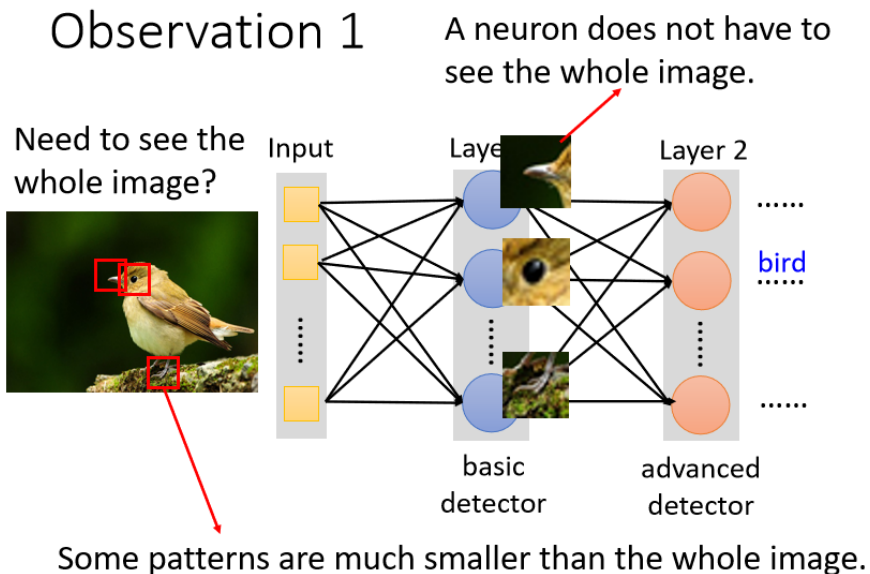 Observation 1
A neuron does not have to
see the whole image.
Need to see the
whole image?
Input
Laye
Layer 2
......
bird
......
......
......
......
......
basic
detector
advanced
detector
Some patterns are much smaller than the whole image.